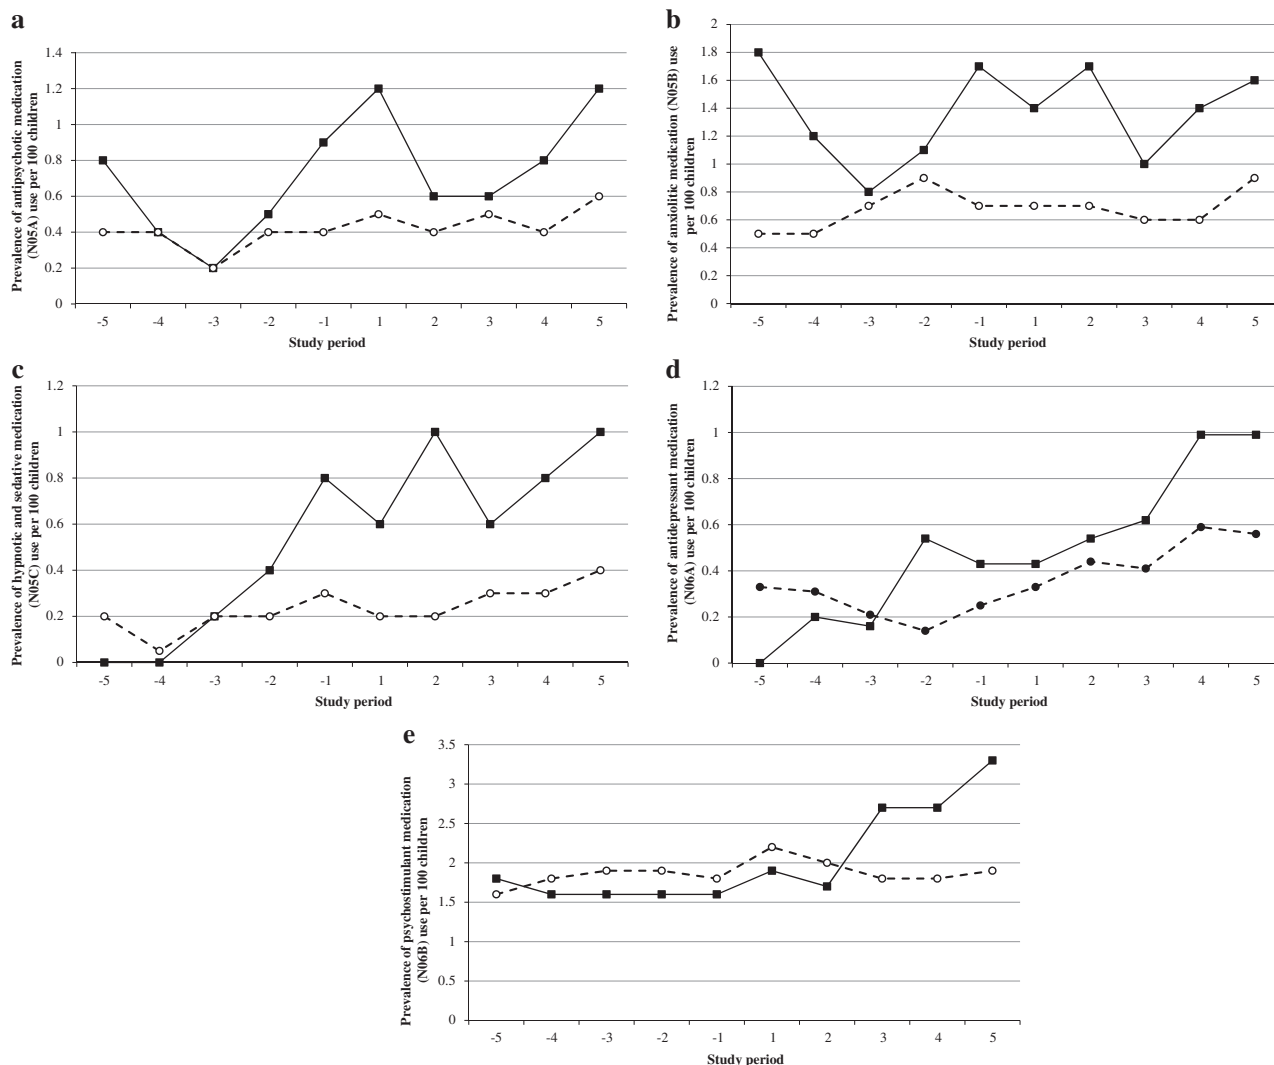 a
Prevalence of antipsychotic medication
(N05A) use per 100 children
1.4
1.2
1
0.8
0.6
0.4
0.2
0
-5 -4 -3 -2 -1 1 2 3 4 5
Study period
b
Prevalence of anxiolitic medication (N05B) use
per 100 children
2
1.8
1.6
1.4
1.2
1
0.8
0.6
0.4
0.2
0
-5 -4 -3 -2 -1 1 2 3 4 5
Study period
c
Prevalence of hypnotic and sedative medication
(N05C) use per 100 children
1.2
1
0.8
0.6
0.4
0.2
0
-5 -4 -3 -2 -1 1 2 3 4 5
Study period
d
Prevalence of antidepressant medication
(N06A) use per 100 children
1.2
1
0.8
0.6
0.4
0.2
0
-5 -4 -3 -2 -1 1 2 3 4 5
Study period
e
Prevalence of psychostimulant medication
(N06B) use per 100 children
3.5
3
2.5
2
1.5
1
0.5
0
-5 -4 -3 -2 -1 1 2 3 4 5
Study period